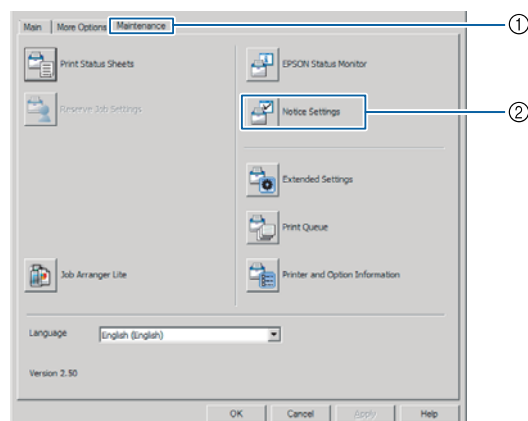 Main More Options Maintenance ①
Print Status Sheets EPSON Status Monitor
Reserve Job Settings Notice Settings ②
Extended Settings
Print Queue
Job Arranger Lite Printer and Option Information
Language English (English)
Version 2.50
OK Cancel Apply Help